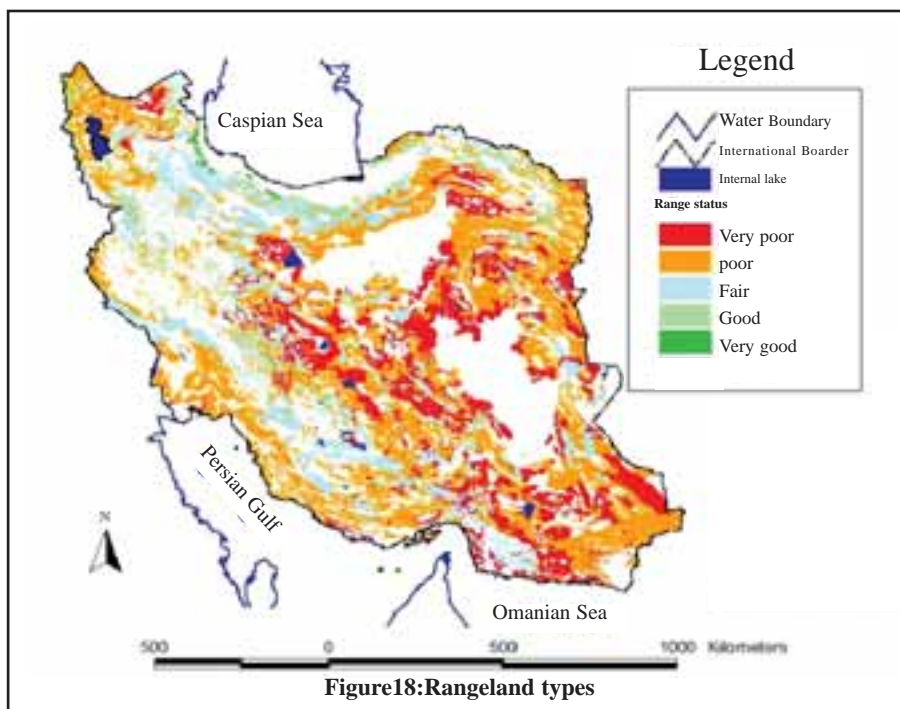 Legend
Water Boundary
International Boarder
Internal lake
Range status
Very poor
poor
Fair
Good
Very good
Caspian Sea
Persian Gulf
N
Omanian Sea
500 0 500 1000 Kilometers
Figure18:Rangeland types